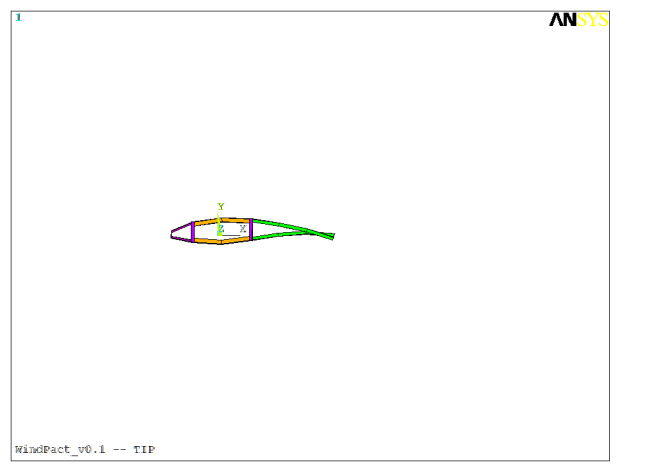 1
ANSYS
Y
Z X
WindPact_v0.1 -- TIP